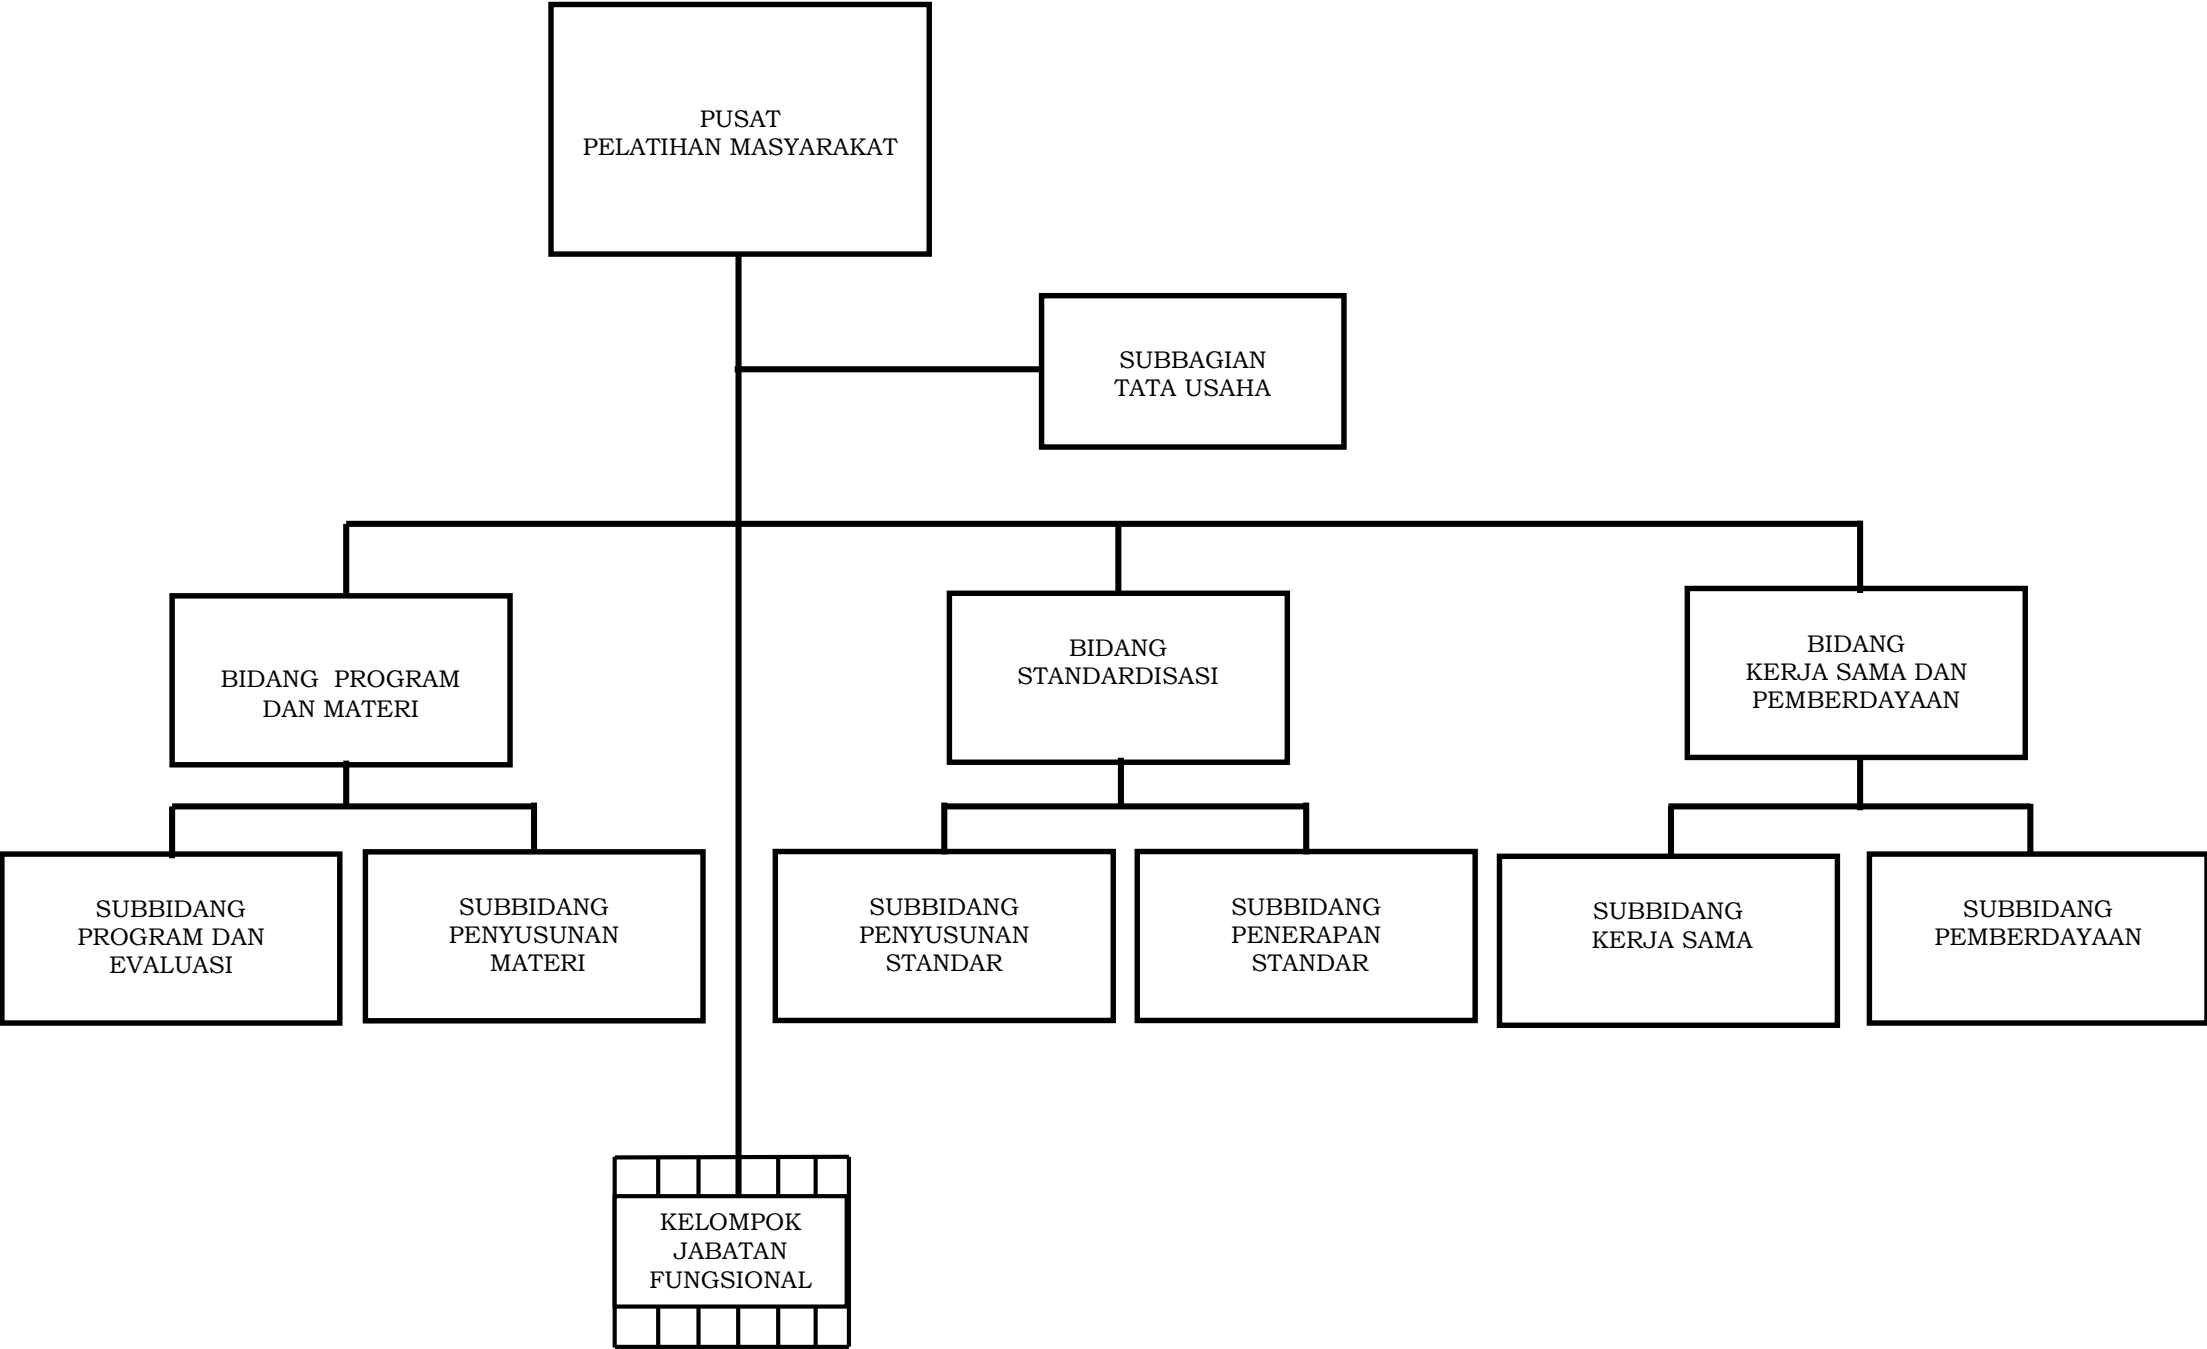 PUSAT
PELATIHAN MASYARAKAT
SUBBAGIAN
TATA USAHA
BIDANG PROGRAM
DAN MATERI
BIDANG
STANDARDISASI
BIDANG
KERJA SAMA DAN
PEMBERDAYAAN
SUBBIDANG
PROGRAM DAN
EVALUASI
SUBBIDANG
PENYUSUNAN
MATERI
SUBBIDANG
PENYUSUNAN
STANDAR
SUBBIDANG
PENERAPAN
STANDAR
SUBBIDANG
KERJA SAMA
SUBBIDANG
PEMBERDAYAAN
KELOMPOK
JABATAN
FUNGSIONAL